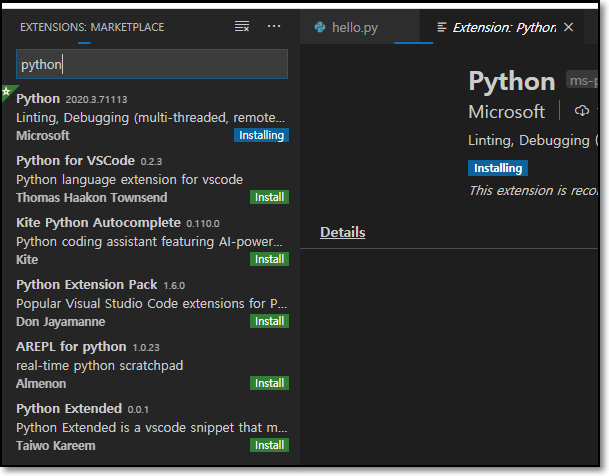 EXTENSIONS: MARKETPLACE
python
Python 2020.3.71113
Linting, Debugging (multi-threaded, remote...
Microsoft Installing
Python for VSCode 0.2.3
Python language extension for vscode
Thomas Haakon Townsend Install
Kite Python Autocomplete 0.110.0
Python coding assistant featuring AI-power...
Kite Install
Python Extension Pack 1.6.0
Popular Visual Studio Code extensions for P...
Don Jayamanne Install
AREPL for python 1.0.23
real-time python scratchpad
Almenon Install
Python Extended 0.0.1
Python Extended is a vscode snippet that m...
Taiwo Kareem Install
hello.py Extension: Python
Python ms-p
Microsoft
Linting, Debugging (
Installing
This extension is reco
Details